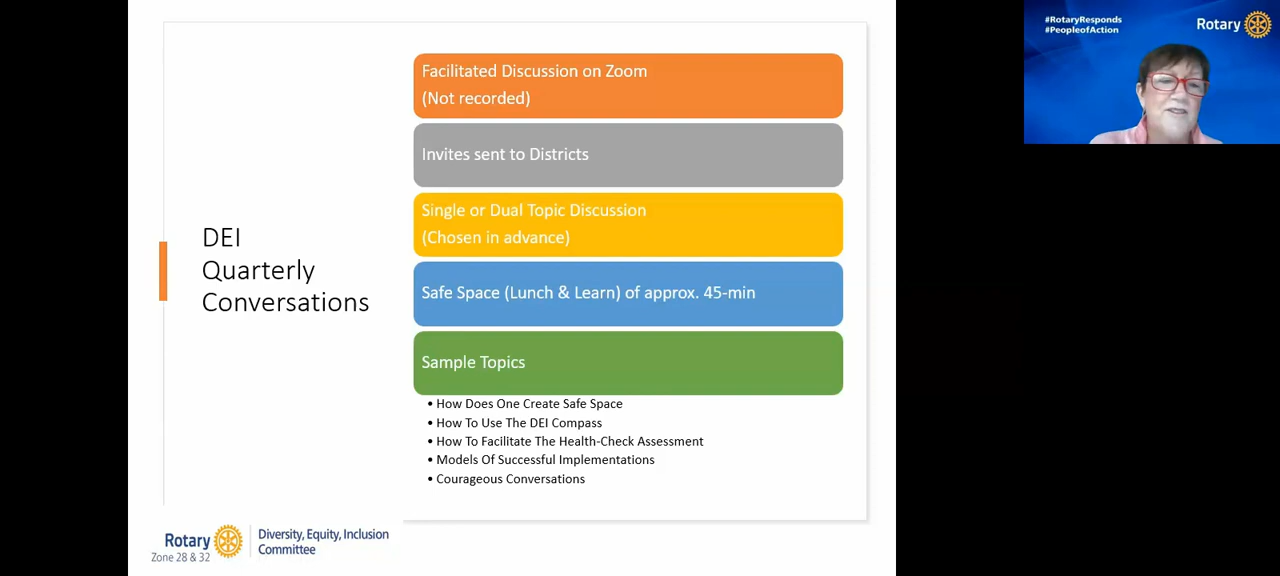 DEI
Quarterly
Conversations
Facilitated Discussion on Zoom
(Not recorded)
Invites sent to Districts
Single or Dual Topic Discussion
(Chosen in advance)
Safe Space (Lunch & Learn) of approx. 45-min
Sample Topics
• How Does One Create Safe Space
• How To Use The DEI Compass
• How To Facilitate The Health-Check Assessment
• Models Of Successful Implementations
• Courageous Conversations
Rotary
Zone 28 & 32
Diversity, Equity, Inclusion
Committee
#RotaryResponds
#PeopleofAction
Rotary